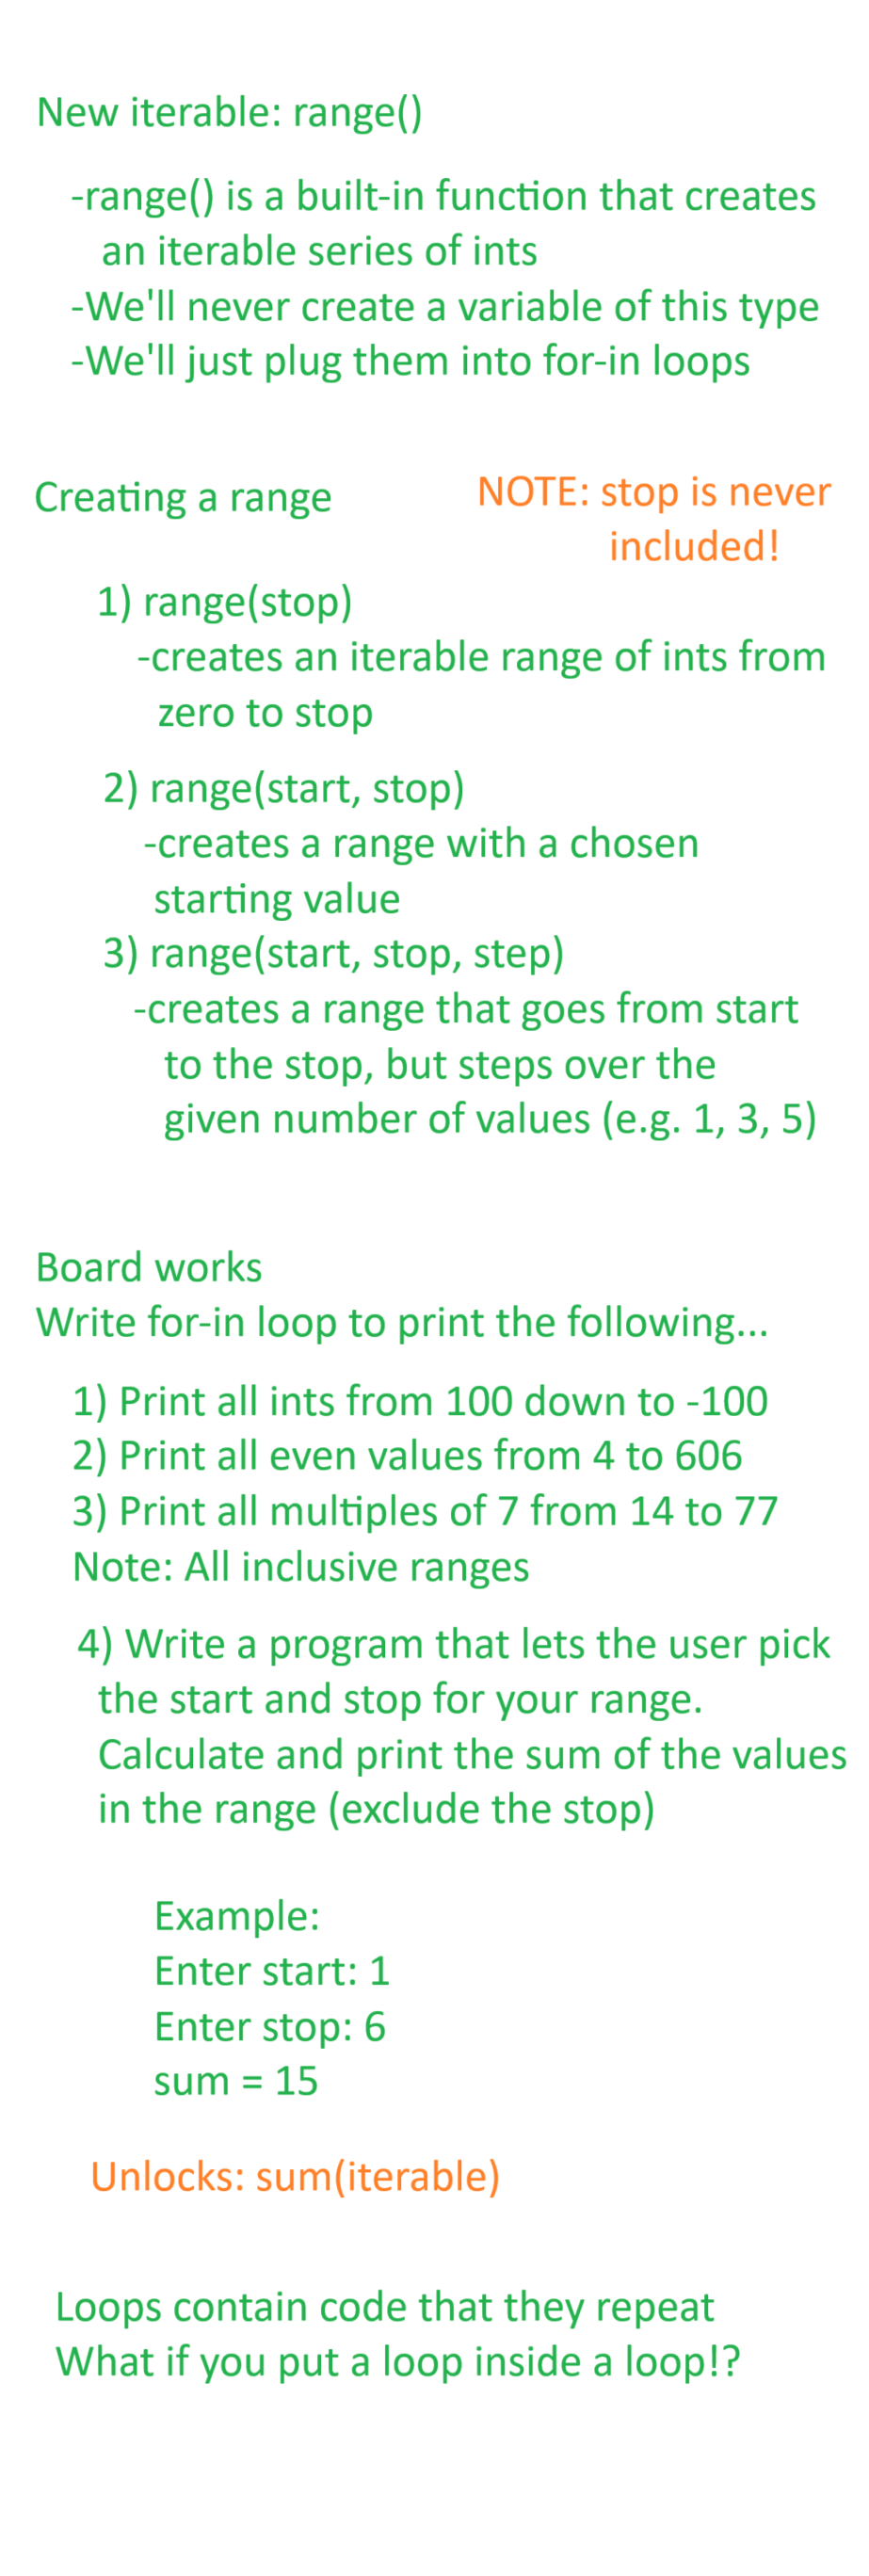 New iterable: range()
-range() is a built-in function that creates
an iterable series of ints
-We'll never create a variable of this type
-We'll just plug them into for-in loops
Creating a range
NOTE: stop is never
included!
1) range(stop)
-creates an iterable range of ints from
zero to stop
2) range(start, stop)
-creates a range with a chosen
starting value
3) range(start, stop, step)
-creates a range that goes from start
to the stop, but steps over the
given number of values (e.g. 1, 3, 5)
Board works
Write for-in loop to print the following...
1) Print all ints from 100 down to -100
2) Print all even values from 4 to 606
3) Print all multiples of 7 from 14 to 77
Note: All inclusive ranges
4) Write a program that lets the user pick
the start and stop for your range.
Calculate and print the sum of the values
in the range (exclude the stop)
Example:
Enter start: 1
Enter stop: 6
sum = 15
Unlocks: sum(iterable)
Loops contain code that they repeat
What if you put a loop inside a loop!?